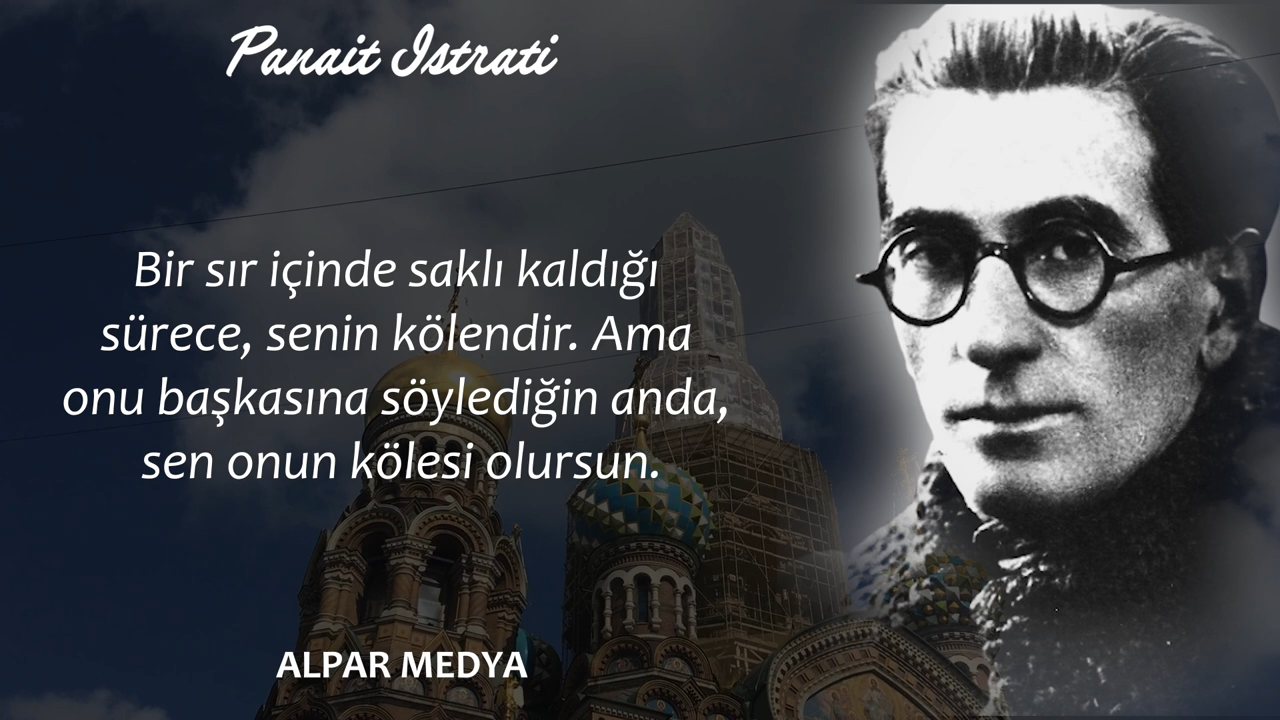 Panait Istrati
Bir sır içinde saklı kaldığı
sürece, senin kölendir. Ama
onu başkasına söylediğin anda,
sen onun kölesi olursun.
ALPAR MEDYA